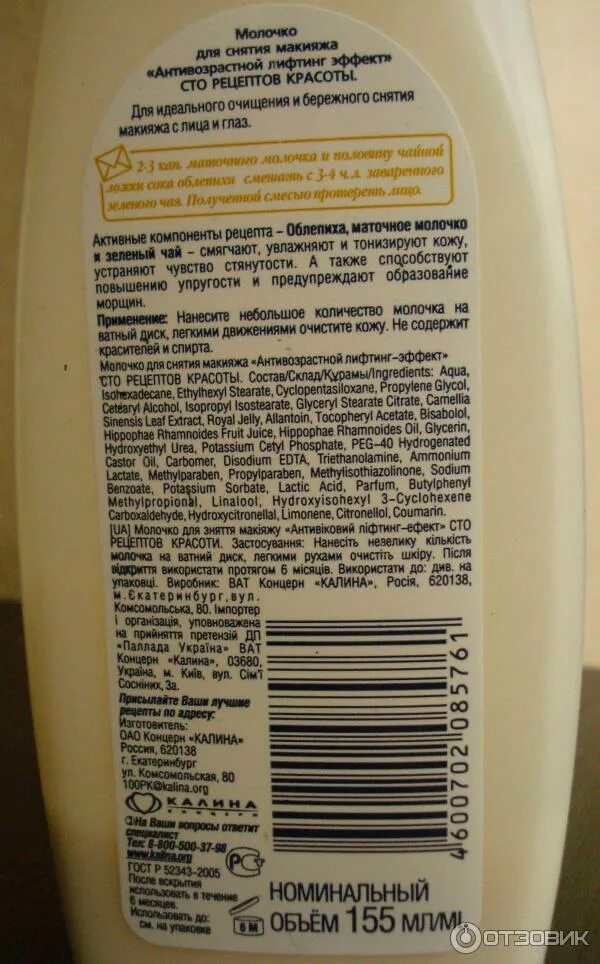 Молочко
для снятия макияжа
«Антивозрастной лифтинг эффект»
СТО РЕЦЕПТОВ КРАСОТЫ.
Для идеального очищения и бережного снятия
макияжа с лица и глаз.
2-3 кап. маточного молочка и половину чайной
ложки сока облепихи смешать с 3-4 ч.л. заваренного
зеленого чая. Полученной смесью протереть лицо.
Активные компоненты рецепта – Облепиха, маточное молочко
и зеленый чай – смягчают, увлажняют и тонизируют кожу,
устраняют чувство стянутости. А также способствуют
повышению упругости и предупреждают образование
морщин.
Применение: Нанесите небольшое количество молочка на
ватный диск, легкими движениями очистите кожу. Не содержит
красителей и спирта.
Молочко для снятия макияжа «Антивозрастной лифтинг-эффект»
СТО РЕЦЕПТОВ КРАСОТЫ. Состав/Склад/Құрамы/Ingredients: Aqua,
Isohexadecane, Ethylhexyl Stearate, Cyclopentasiloxane, Propylene Glycol,
Cetearyl Alcohol, Isopropyl Isostearate, Glyceryl Stearate Citrate, Camellia
Sinensis Leaf Extract, Royal Jelly, Allantoin, Tocopheryl Acetate, Bisabolol,
Hippophae Rhamnoides Fruit Juice, Hippophae Rhamnoides Oil, Glycerin,
Hydroxyethyl Urea, Potassium Cetyl Phosphate, PEG-40 Hydrogenated
Castor Oil, Carbomer, Disodium EDTA, Triethanolamine, Ammonium
Lactate, Methylparaben, Propylparaben, Methylisothiazolinone, Sodium
Benzoate, Potassium Sorbate, Lactic Acid, Parfum, Butylphenyl
Methylpropional, Linalool, Hydroxyisohexyl 3-Cyclohexene
Carboxaldehyde, Hydroxycitronellal, Limonene, Citronellol, Coumarin.
[UA] Молочко для зняття макіяжу «Антивіковий ліфтинг-ефект» СТО
РЕЦЕПТОВ КРАСОТИ. Застосування: Нанесіть незелику кількість
молочка на ватний диск, легкими рухами очистіть шкіру. Після
відкриття використати протягом 6 місяців. Використати до: див. на
упаковці. Виробник: ВАТ Концерн «КАЛИНА», Росія, 620138,
м.Єкатеринбург,вул.
Комсомольська, 80. Імпортер
і організація, уповноважена
на прийняття претензій ДП
«Паллада Україна» ВАТ
Концерн «Калина», 03680,
Україна, м. Київ, вул. Сім'ї
Сосніних, 3а.
Присылайте Ваши лучшие
рецепты по адресу:
Изготовитель:
ОАО Концерн «КАЛИНА»
Россия, 620138
г. Екатеринбург
ул. Комсомольская, 80
100РК@kalina.org
КАЛИНА
КОНЦЕРН
На Ваши вопросы ответит
специалист
Тел: 8-800-500-37-98
www.kalina.org
ГОСТ Р 52343-2005
После вскрытия
использовать в течение
6 месяцев.
Использовать до:
см. на упаковке
6 М
НОМИНАЛЬНЫЙ
ОБЪЁМ 155 МЛ/ML
4600702085761
ОТЗОВИК